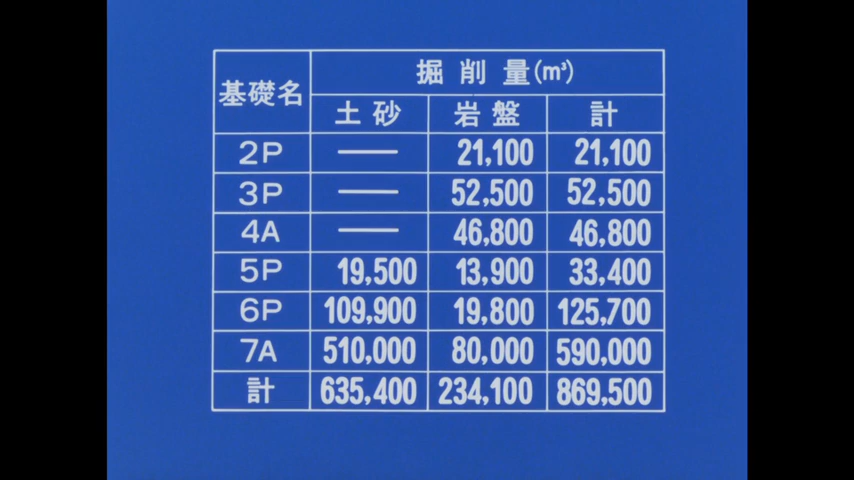 基礎名 掘削量(m³)
土砂 岩盤 計
2P —— 21,100 21,100
3P —— 52,500 52,500
4A —— 46,800 46,800
5P 19,500 13,900 33,400
6P 109,900 19,800 125,700
7A 510,000 80,000 590,000
計 635,400 234,100 869,500